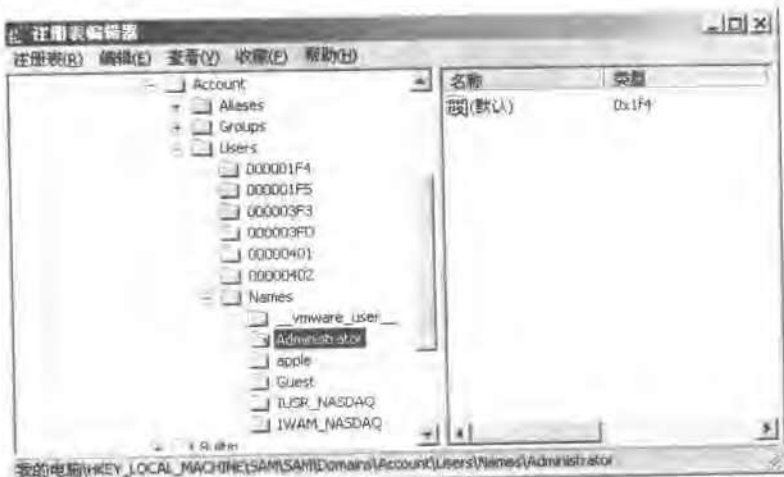 注册表编辑器
注册表(R) 编辑(E) 查看(V) 收藏(F) 帮助(H)
Account
Aliases
Groups
Users
000001F4
000001F5
000003F3
000003FD
00000401
00000402
Names
__vmware_user__
Administrator
apple
Guest
IUSR_NASDAQ
IWAM_NASDAQ
Builtin
名称 类型
(默认) 0x1f4
我的电脑\HKEY_LOCAL_MACHINE\SAM\SAM\Domains\Account\Users\Names\Administrator